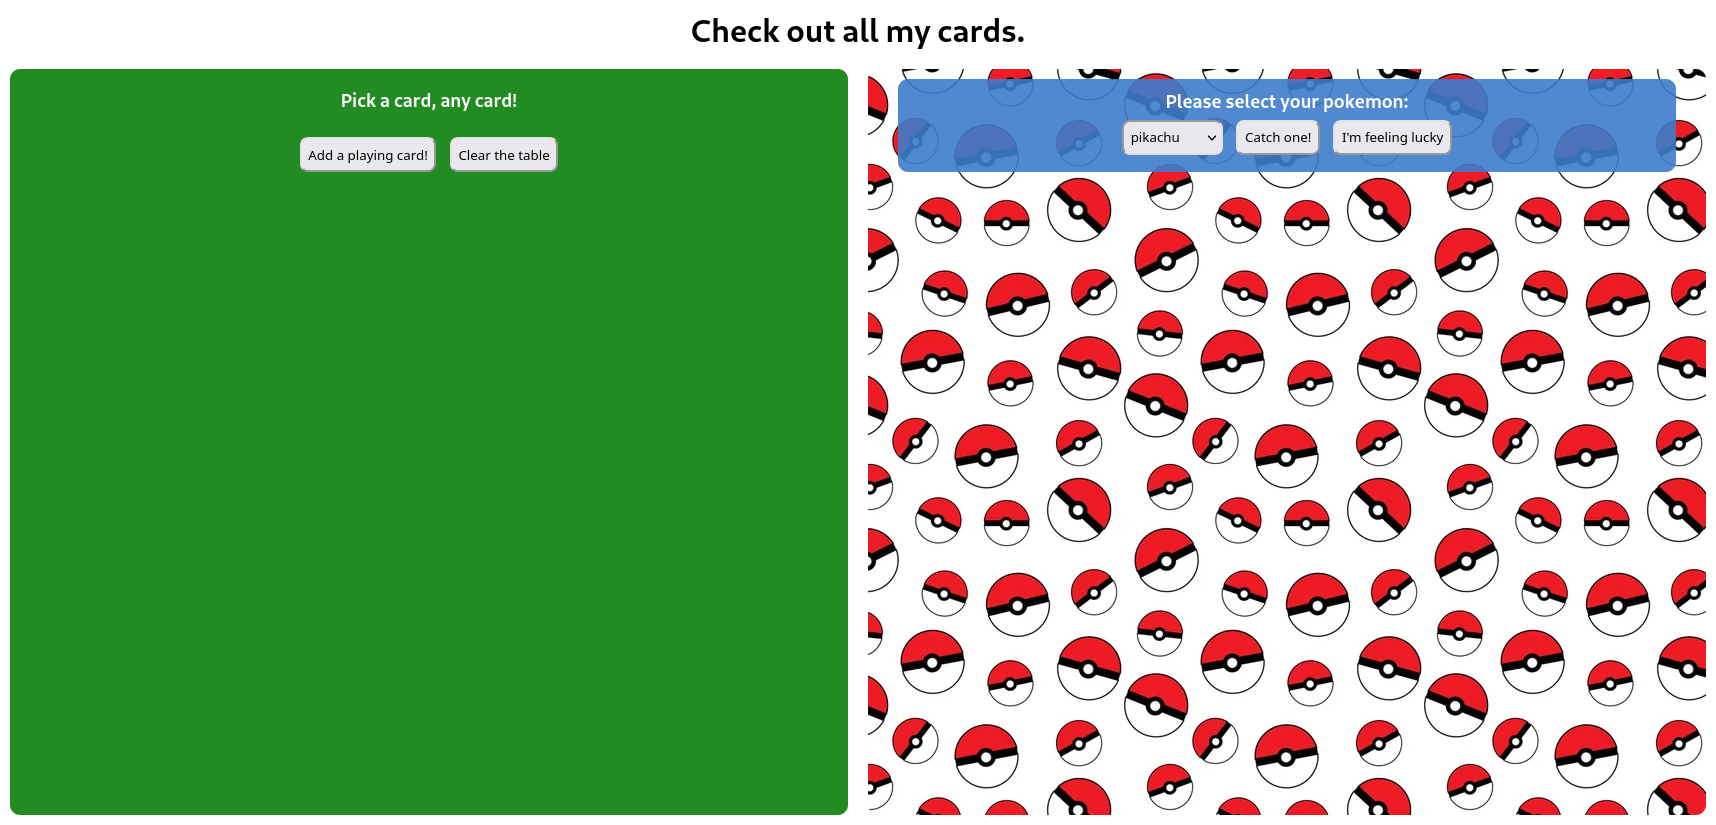 Check out all my cards.
Pick a card, any card!
Add a playing card! Clear the table
Please select your pokemon:
pikachu Catch one! I'm feeling lucky